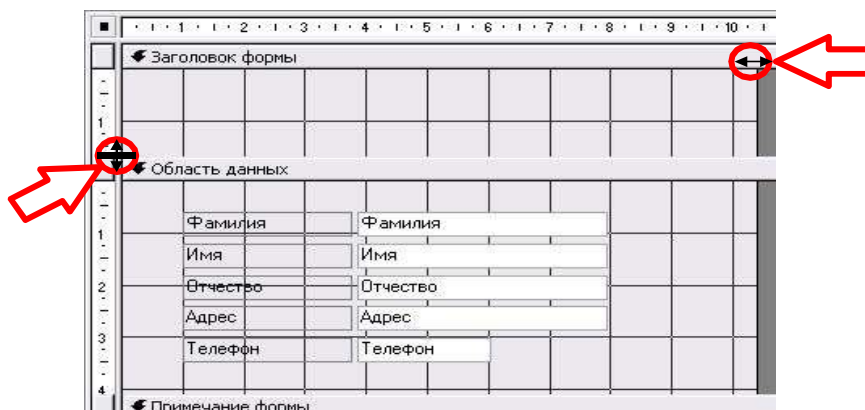 1 2 3 4 5 6 7 8 9 10
Заголовок формы
1
Область данных
Фамилия Фамилия
1
Имя Имя
2 Отчество Отчество
Адрес Адрес
3
Телефон Телефон
4
Примечание формы